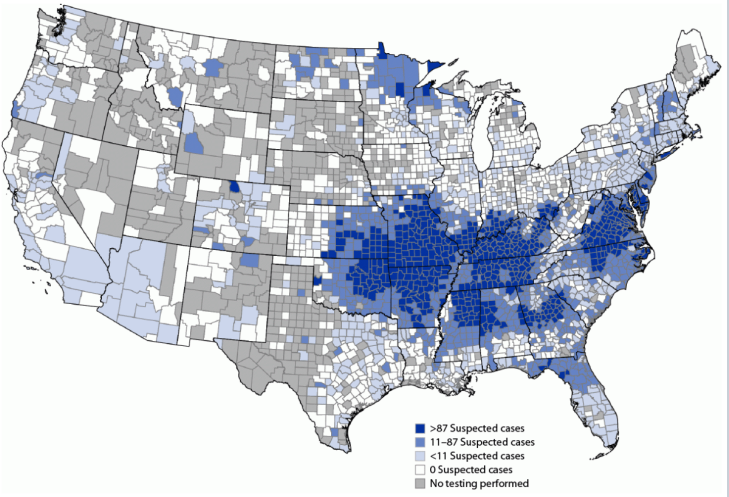 >87 Suspected cases
11–87 Suspected cases
<11 Suspected cases
0 Suspected cases
No testing performed